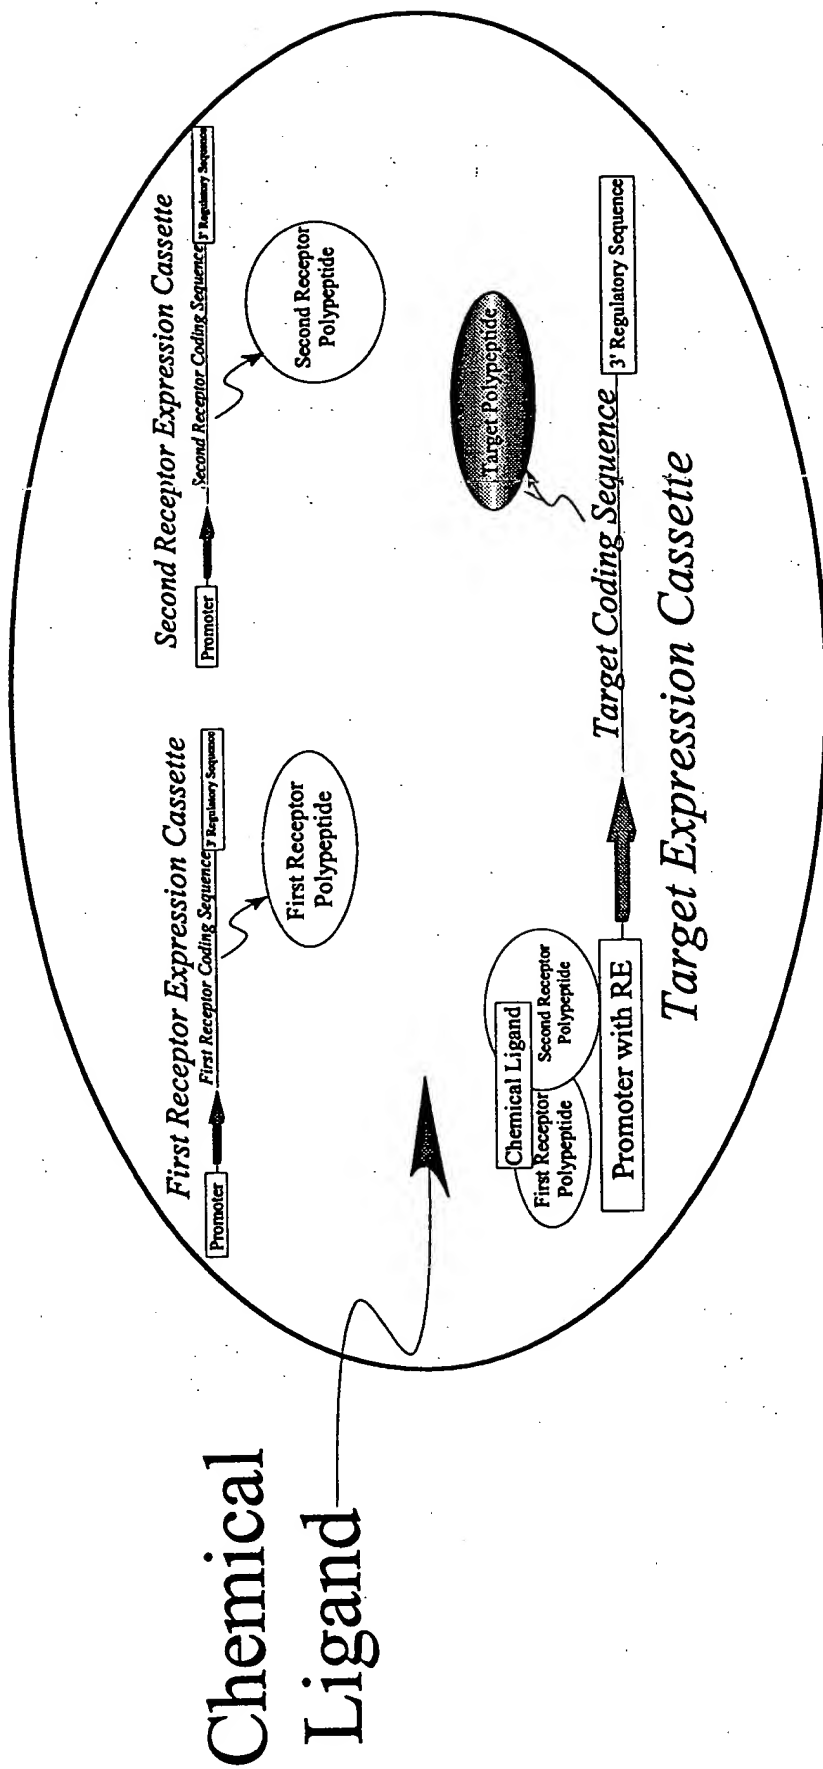 Chemical
Ligand
First Receptor Expression Cassette
Promoter
First Receptor Coding Sequence
3' Regulatory Sequence
First Receptor
Polypeptide
Second Receptor Expression Cassette
Promoter
Second Receptor Coding Sequence
3' Regulatory Sequence
Second Receptor
Polypeptide
Chemical Ligand
First Receptor
Polypeptide
Second Receptor
Polypeptide
Promoter with RE
Target Polypeptide
Target Coding Sequence
3' Regulatory Sequence
Target Expression Cassette